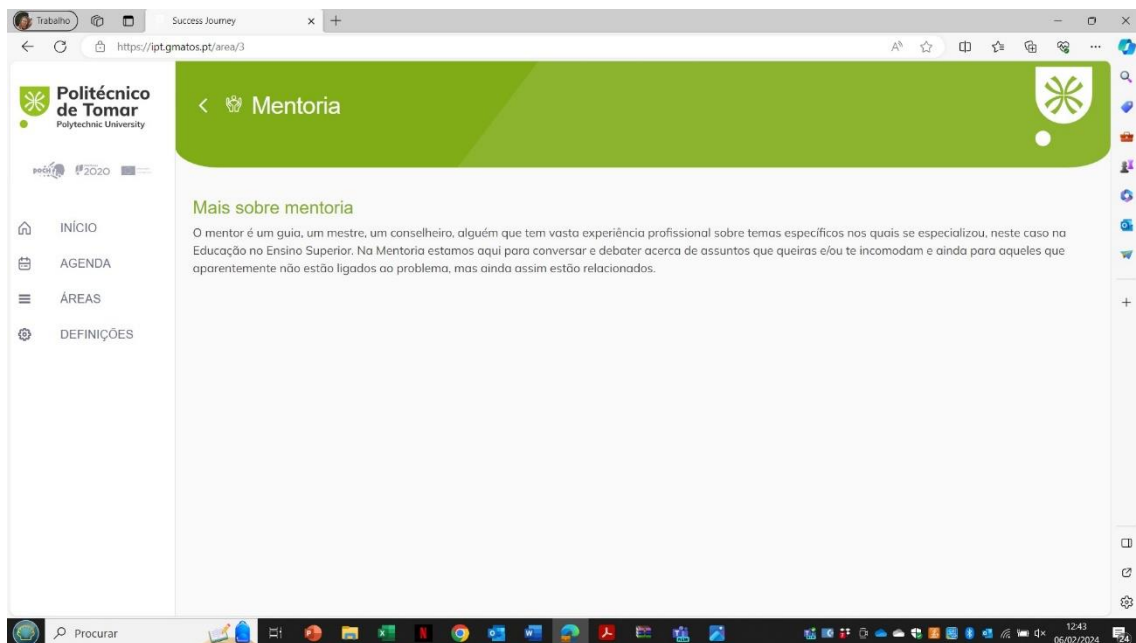 Trabalho
Success Journey
https://ipt.gmatos.pt/area/3
Politécnico
de Tomar
Polytechnic University
2020
Mentoria
INÍCIO
AGENDA
ÁREAS
DEFINIÇÕES
Mais sobre mentoria
O mentor é um guia, um mestre, um conselheiro, alguém que tem vasta experiência profissional sobre temas específicos nos quais se especializou, neste caso na
Educação no Ensino Superior. Na Mentoria estamos aqui para conversar e debater acerca de assuntos que queiras e/ou te incomodam e ainda para aqueles que
aparentemente não estão ligados ao problema, mas ainda assim estão relacionados.
Procurar
12:43
06/02/2024
24